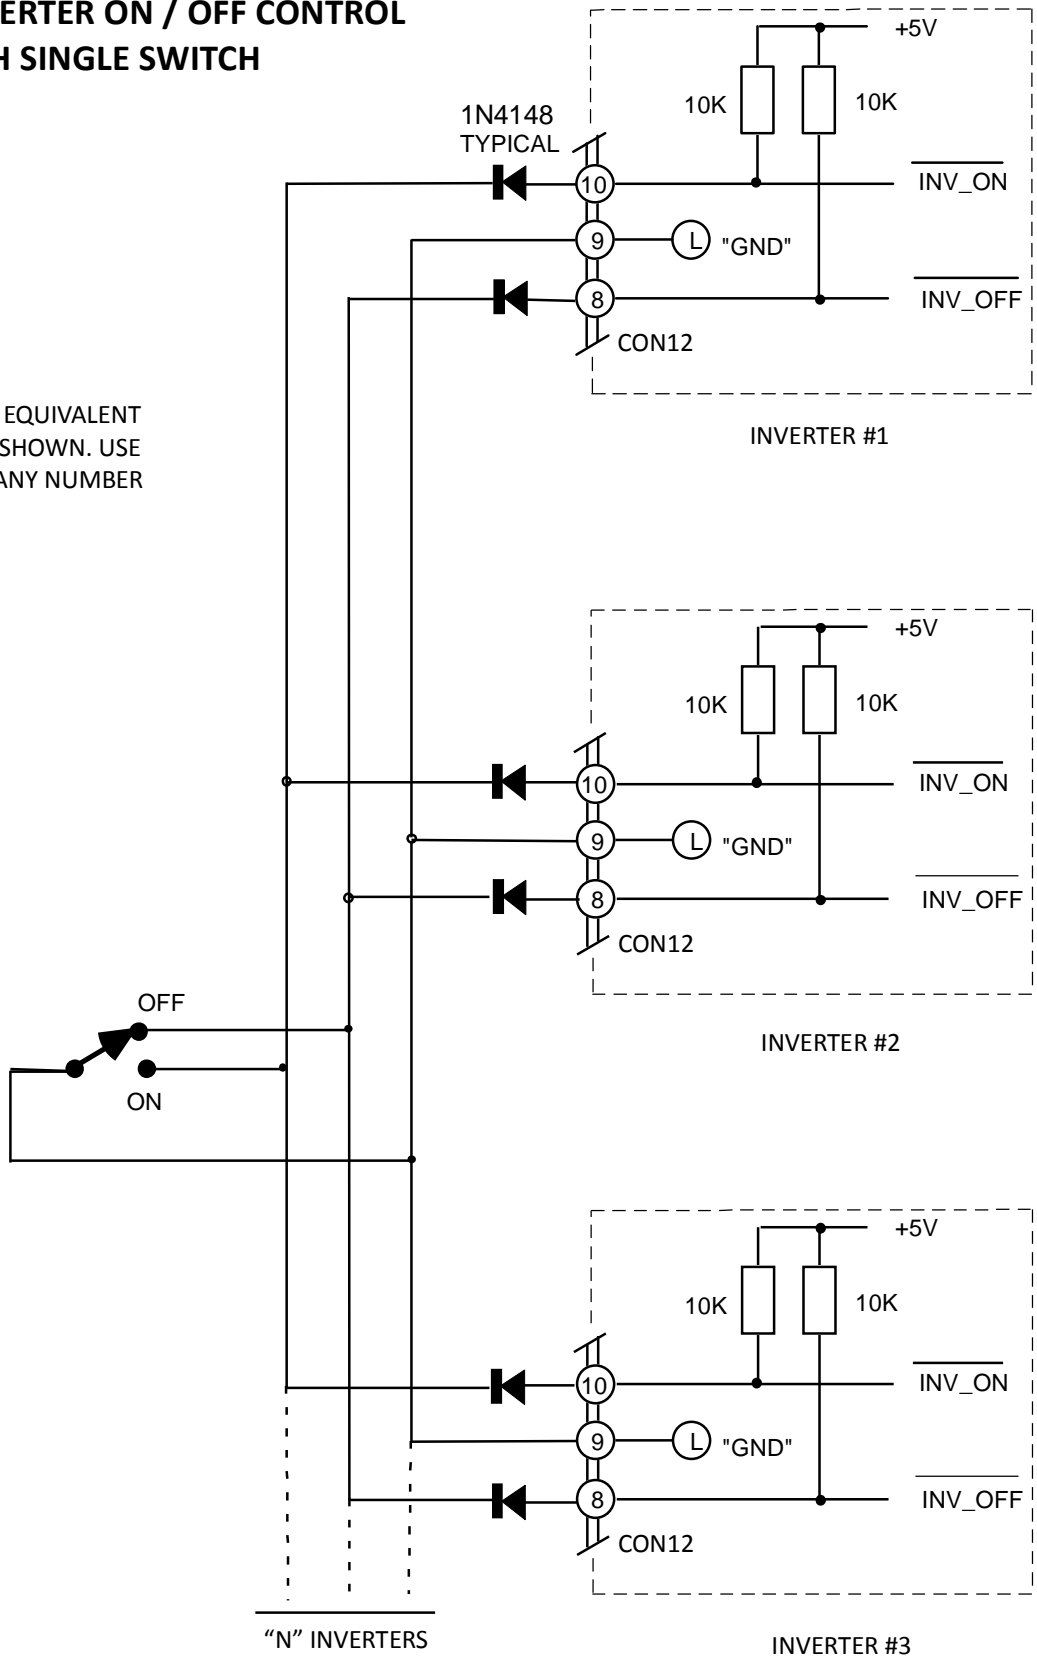 ERTER ON / OFF CONTROL
H SINGLE SWITCH
+5V
10K
10K
1N4148
TYPICAL
10
INV_ON
9
L
"GND"
8
INV_OFF
CON12
INVERTER #1
EQUIVALENT
SHOWN. USE
ANY NUMBER
+5V
10K
10K
10
INV_ON
9
L
"GND"
8
INV_OFF
CON12
INVERTER #2
OFF
ON
+5V
10K
10K
10
INV_ON
9
L
"GND"
8
INV_OFF
CON12
INVERTER #3
“N” INVERTERS